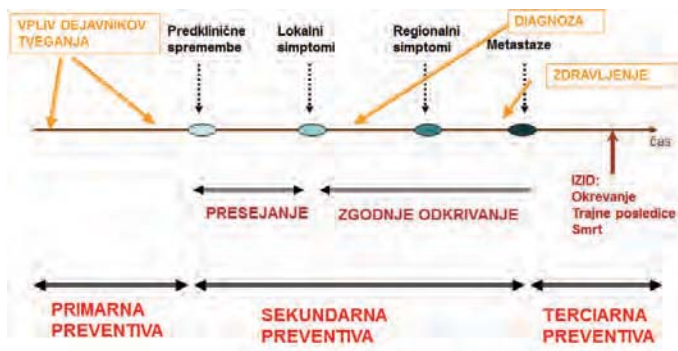 VPLIV DEJAVNIKOV
TVEGANJA
Predklinične
spremembe
Lokalni
simptomi
Regionalni
simptomi
DIAGNOZA
Metastaze
ZDRAVLJENJE
čas
PRESEJANJE
ZGODNJE ODKRIVANJE
IZID:
Okrevanje
Trajne posledice
Smrt
PRIMARNA
PREVENTIVA
SEKUNDARNA
PREVENTIVA
TERCIARNA
PREVENTIVA